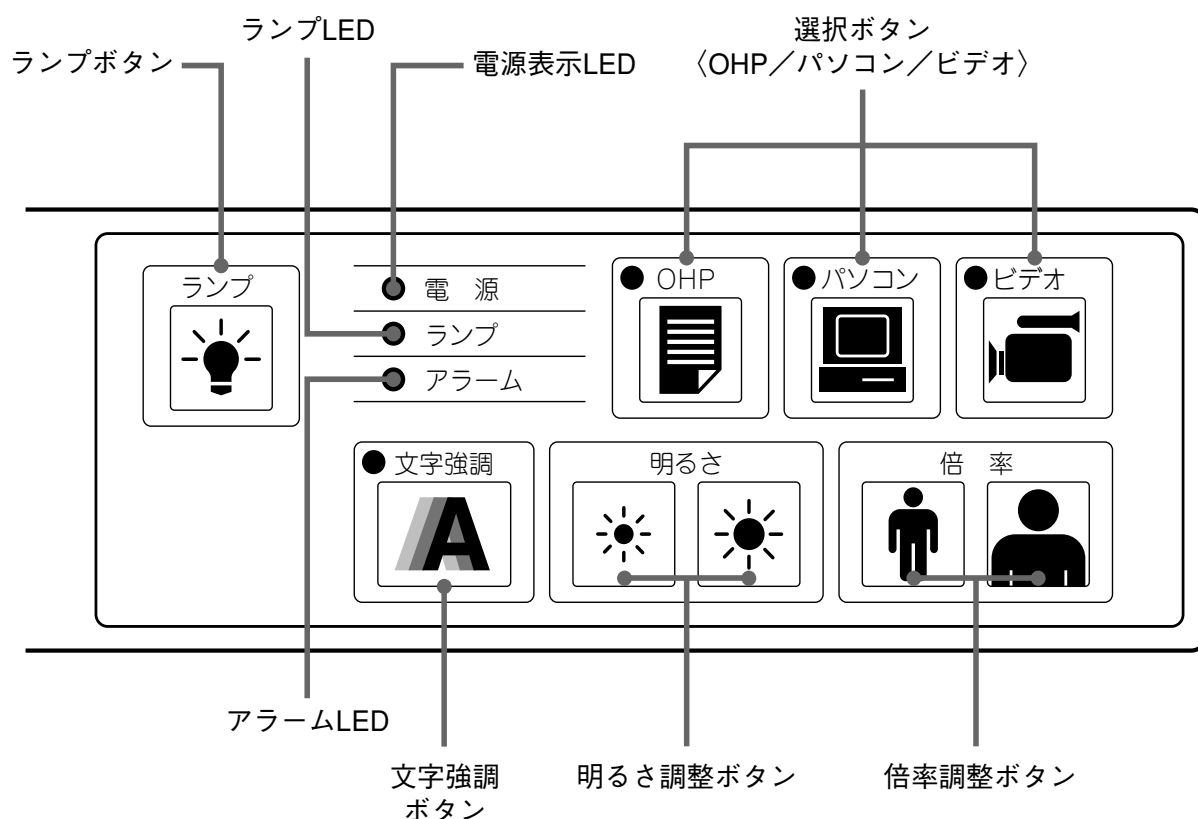 ランプLED
選択ボタン
ランプボタン
電源表示LED
〈OHP／パソコン／ビデオ〉
ランプ
電 源
ランプ
アラーム
OHP
パソコン
ビデオ
文字強調
A
明るさ
倍 率
アラームLED
文字強調
ボタン
明るさ調整ボタン
倍率調整ボタン